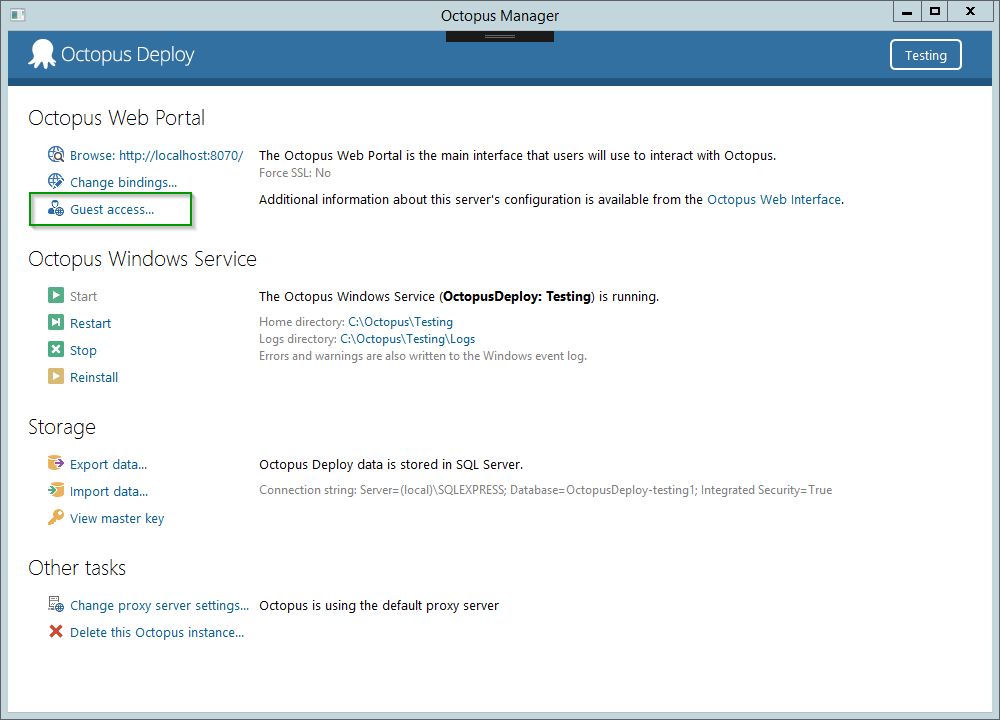 Octopus Manager
Octopus Deploy
Testing
Octopus Web Portal
Browse: http://localhost:8070/
The Octopus Web Portal is the main interface that users will use to interact with Octopus.
Force SSL: No
Change bindings...
Additional information about this server's configuration is available from the Octopus Web Interface.
Guest access...
Octopus Windows Service
Start
The Octopus Windows Service (OctopusDeploy: Testing) is running.
Restart
Home directory: C:\Octopus\Testing
Logs directory: C:\Octopus\Testing\Logs
Stop
Errors and warnings are also written to the Windows event log.
Reinstall
Storage
Export data...
Octopus Deploy data is stored in SQL Server.
Import data...
Connection string: Server=(local)\SQLEXPRESS; Database=OctopusDeploy-testing1; Integrated Security=True
View master key
Other tasks
Change proxy server settings...
Octopus is using the default proxy server
Delete this Octopus instance...